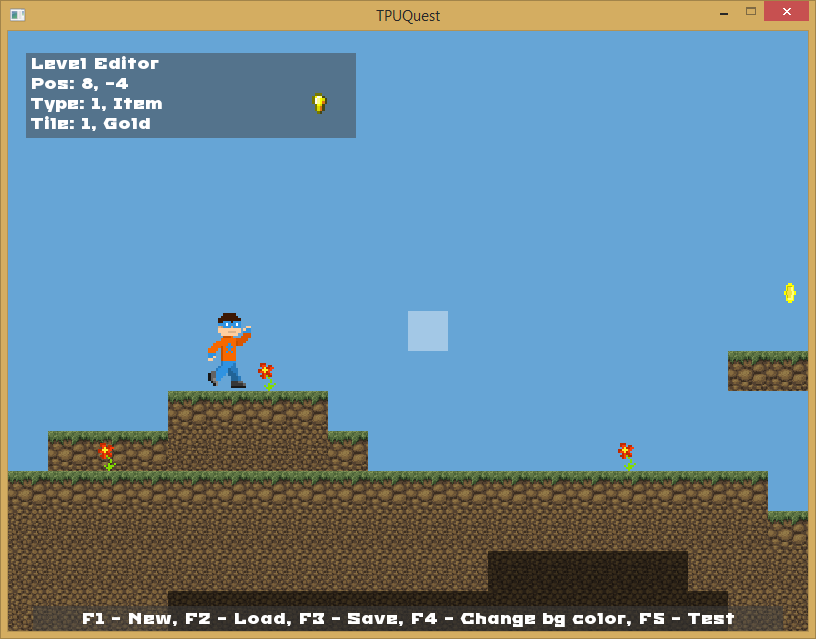 TPUQuest
Level Editor
Pos: 8, -4
Type: 1, Item
Tile: 1, Gold
F1 - New, F2 - Load, F3 - Save, F4 - Change bg color, F5 - Test